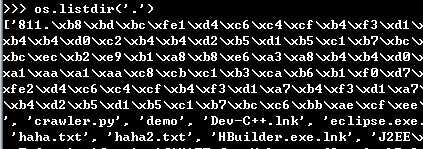 >>> os.listdir('.')
['811.\xb8\xbd\xbc\xfe1\xd4\xc6\xc4\xcf\xb4\xf3\xd1\
xb4\xb4\xd0\xc2\xb4\xb4\xd2\xb5\xd1\xb5\xc1\xb7\xbc\
xbc\xec\xb2\xe9\xb1\xa8\xb8\xe6\xa3\xa8\xb4\xb4\xd0\
xa1\xaa\xa1\xaa\xc8\xcb\xbc\xb1\xb3\xca\xb6\xb1\xf0\xd7\
xfe2\xd4\xc6\xc4\xcf\xb4\xf3\xd1\xa7\xb4\xf3\xd1\xa7\x
\xb4\xd2\xb5\xd1\xb5\xc1\xb7\xbc\xc6\xbb\xae\xcf\xee\
', 'crawler.py', 'demo', 'Dev-C++.lnk', 'eclipse.exe.
'haha.txt', 'haha2.txt', 'HBuilder.exe.lnk', 'J2EE\